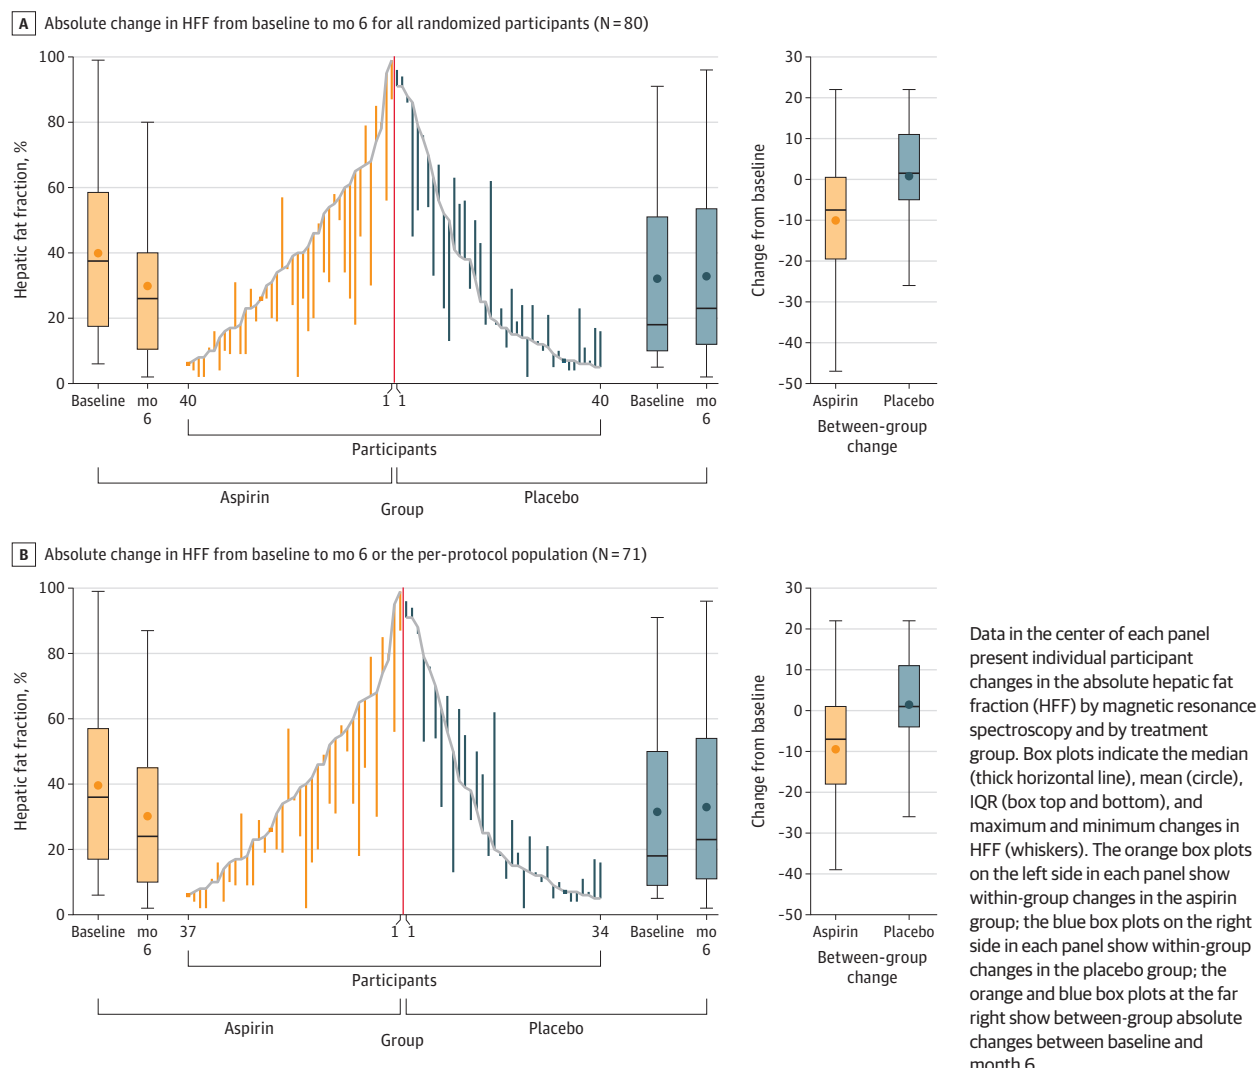 A Absolute change in HFF from baseline to mo 6 for all randomized participants (N = 80)
100
80
60
40
20
0
Hepatic fat fraction, %
Baseline
mo
6
40
1
1
40
Baseline
mo
6
Participants
Aspirin
Placebo
Group
30
20
10
0
-10
-20
-30
-40
-50
Change from baseline
Aspirin
Placebo
Between-group
change
B Absolute change in HFF from baseline to mo 6 or the per-protocol population (N = 71)
100
80
60
40
20
0
Hepatic fat fraction, %
Baseline
mo
6
37
1
1
34
Baseline
mo
6
Participants
Aspirin
Placebo
Group
30
20
10
0
-10
-20
-30
-40
-50
Change from baseline
Aspirin
Placebo
Between-group
change
Data in the center of each panel
present individual participant
changes in the absolute hepatic fat
fraction (HFF) by magnetic resonance
spectroscopy and by treatment
group. Box plots indicate the median
(thick horizontal line), mean (circle),
IQR (box top and bottom), and
maximum and minimum changes in
HFF (whiskers). The orange box plots
on the left side in each panel show
within-group changes in the aspirin
group; the blue box plots on the right
side in each panel show within-group
changes in the placebo group; the
orange and blue box plots at the far
right show between-group absolute
changes between baseline and
month 6